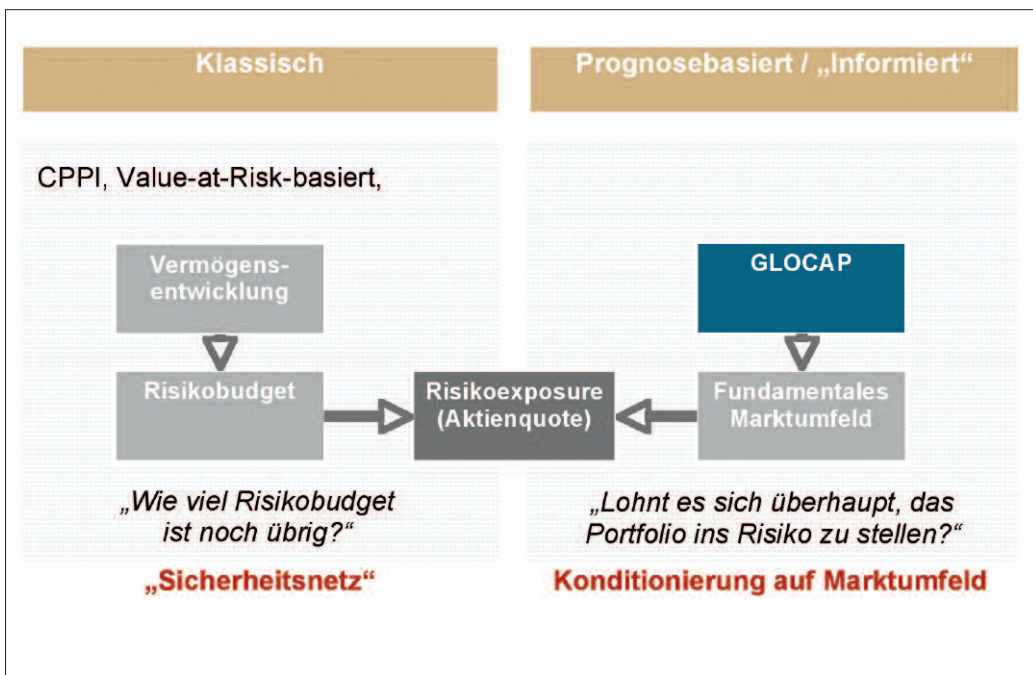 Klassisch
Prognosebasiert / „Informiert“
CPPI, Value-at-Risk-basiert,
Vermögens-
entwicklung
GLOCAP
Risikobudget
Risikoexposure
(Aktienquote)
Fundamentales
Marktumfeld
„Wie viel Risikobudget
ist noch übrig?“
„Lohnt es sich überhaupt, das
Portfolio ins Risiko zu stellen?“
„Sicherheitsnetz“
Konditionierung auf Marktumfeld